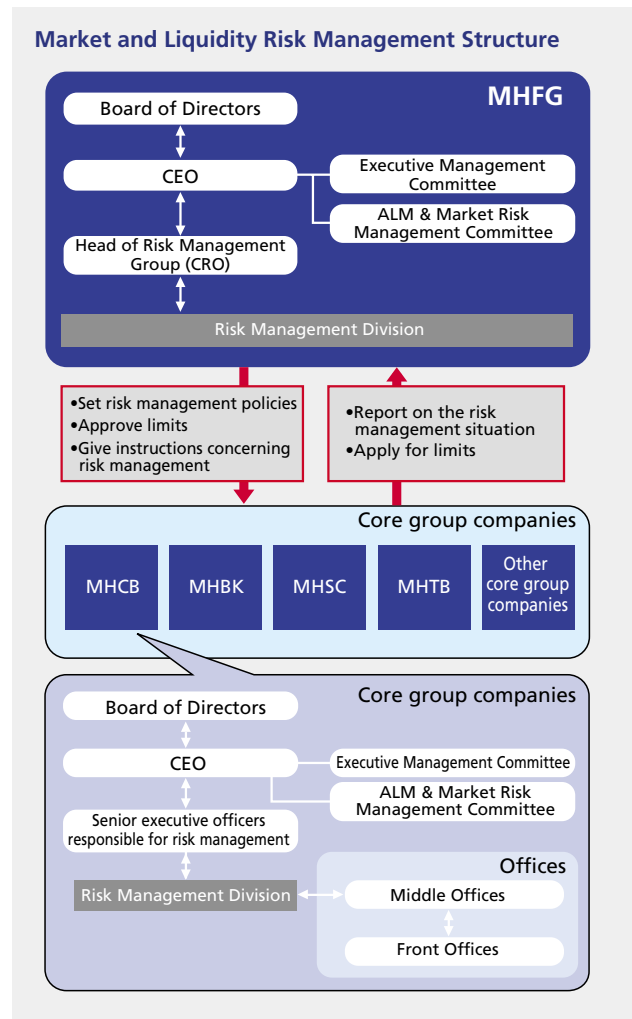 Market and Liquidity Risk Management Structure
MHFG
Board of Directors
CEO
Executive Management
Committee
ALM & Market Risk
Management Committee
Head of Risk Management
Group (CRO)
Risk Management Division
•Set risk management policies
•Approve limits
•Give instructions concerning
risk management
•Report on the risk
management situation
•Apply for limits
Core group companies
MHCB
MHBK
MHSC
MHTB
Other
core group
companies
Core group companies
Board of Directors
CEO
Executive Management Committee
ALM & Market Risk
Management Committee
Senior executive officers
responsible for risk management
Risk Management Division
Offices
Middle Offices
Front Offices